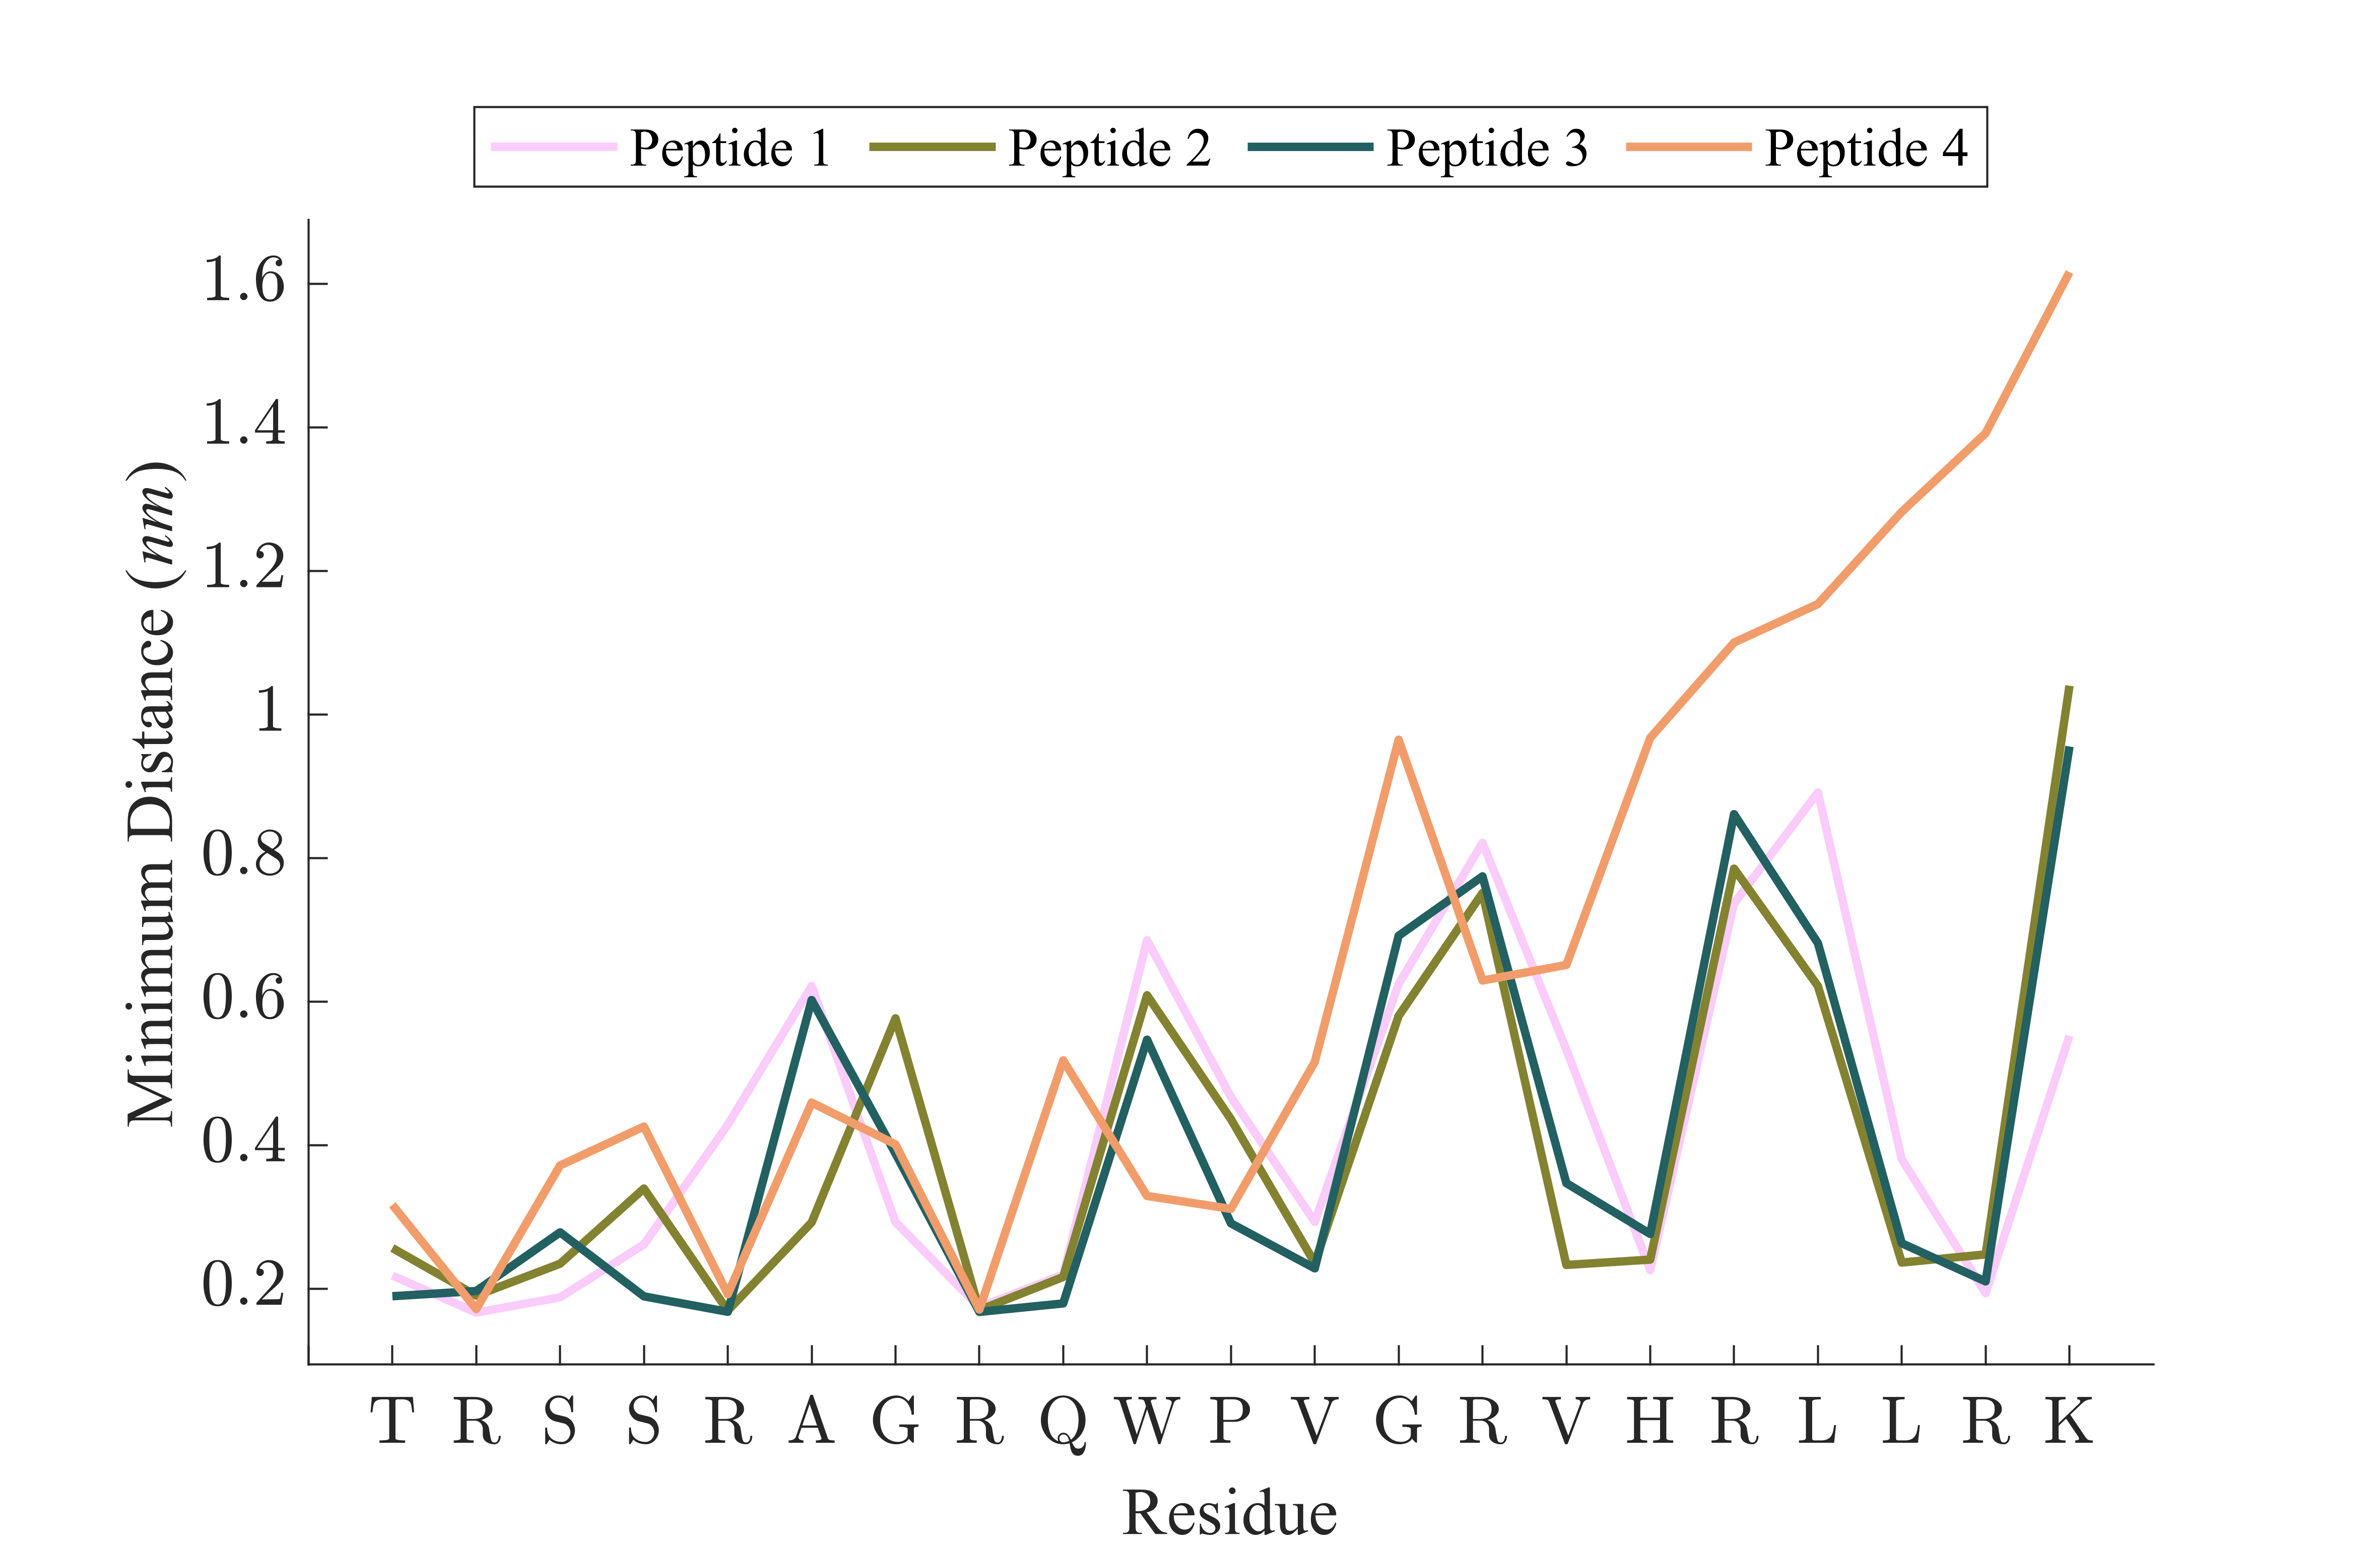 Peptide 1 Peptide 2 Peptide 3 Peptide 4
1.6
1.4
1.2
1
0.8
0.6
0.4
0.2
Minimum Distance (nm)
T R S S R A G R Q W P V G R V H R L L R K
Residue